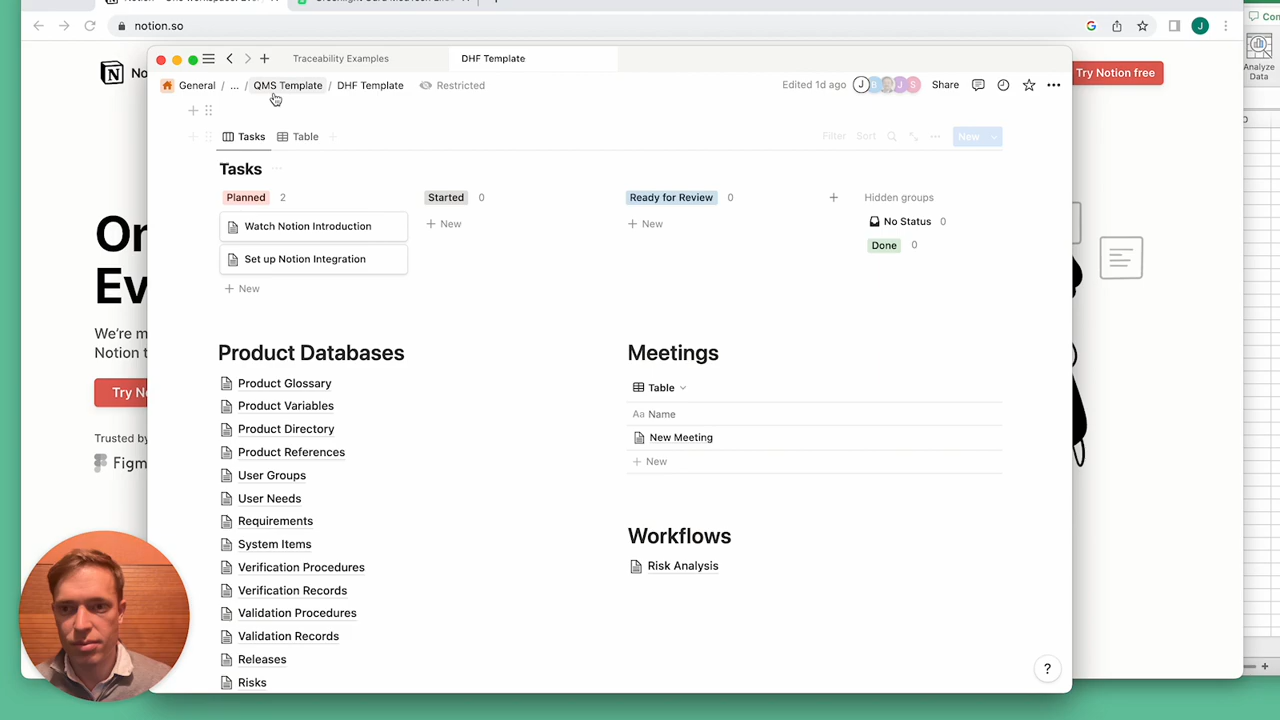 notion.so
Con
Analyze
Data
Traceability Examples
DHF Template
General / ... / QMS Template / DHF Template
Restricted
Edited 1d ago
J
J
S
Share
No
Try Notion free
Tasks
Table
Filter
Sort
New
Tasks
Planned 2
Started 0
Ready for Review 0
Hidden groups
Watch Notion Introduction
New
New
No Status 0
Set up Notion Integration
Done 0
New
On
Ev
We're m
Notion t
Try No
Trusted by
Figm
Product Databases
Product Glossary
Product Variables
Product Directory
Product References
User Groups
User Needs
Requirements
System Items
Verification Procedures
Verification Records
Validation Procedures
Validation Records
Releases
Risks
Meetings
Table
Aa Name
New Meeting
New
Workflows
Risk Analysis
?